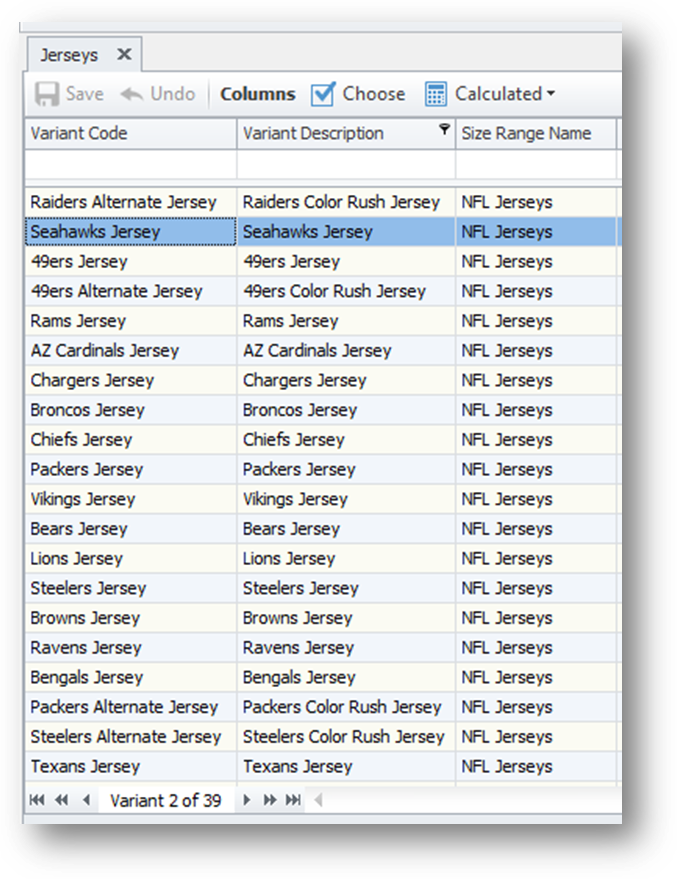 Jerseys
Save Undo Columns Choose Calculated
Variant Code Variant Description Size Range Name
Raiders Alternate Jersey Raiders Color Rush Jersey NFL Jerseys
Seahawks Jersey Seahawks Jersey NFL Jerseys
49ers Jersey 49ers Jersey NFL Jerseys
49ers Alternate Jersey 49ers Color Rush Jersey NFL Jerseys
Rams Jersey Rams Jersey NFL Jerseys
AZ Cardinals Jersey AZ Cardinals Jersey NFL Jerseys
Chargers Jersey Chargers Jersey NFL Jerseys
Broncos Jersey Broncos Jersey NFL Jerseys
Chiefs Jersey Chiefs Jersey NFL Jerseys
Packers Jersey Packers Jersey NFL Jerseys
Vikings Jersey Vikings Jersey NFL Jerseys
Bears Jersey Bears Jersey NFL Jerseys
Lions Jersey Lions Jersey NFL Jerseys
Steelers Jersey Steelers Jersey NFL Jerseys
Browns Jersey Browns Jersey NFL Jerseys
Ravens Jersey Ravens Jersey NFL Jerseys
Bengals Jersey Bengals Jersey NFL Jerseys
Packers Alternate Jersey Packers Color Rush Jersey NFL Jerseys
Steelers Alternate Jersey Steelers Color Rush Jersey NFL Jerseys
Texans Jersey Texans Jersey NFL Jerseys
Variant 2 of 39